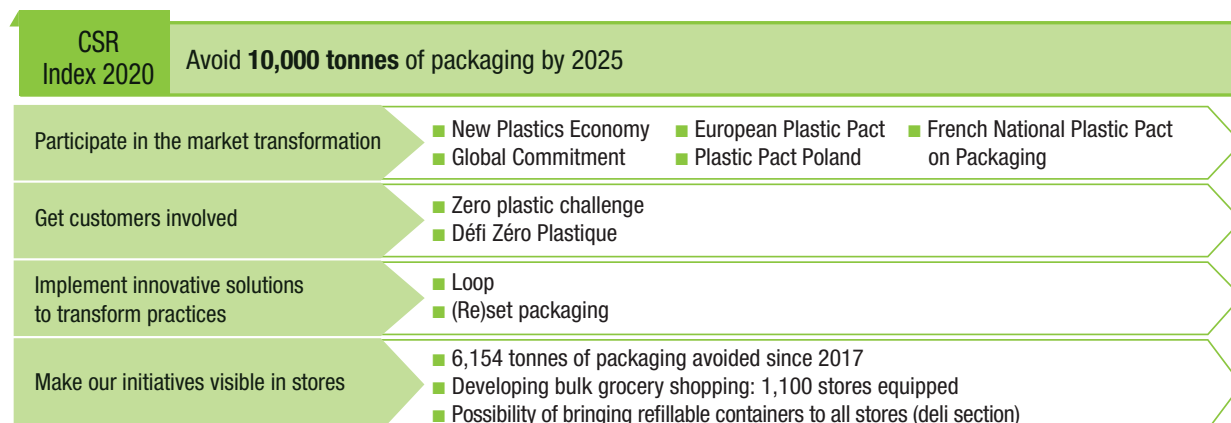 CSR
Index 2020
Avoid 10,000 tonnes of packaging by 2025
Participate in the market transformation
■ New Plastics Economy ■ European Plastic Pact ■ French National Plastic Pact
■ Global Commitment ■ Plastic Pact Poland on Packaging
Get customers involved
■ Zero plastic challenge
■ Défi Zéro Plastique
Implement innovative solutions
to transform practices
■ Loop
■ (Re)set packaging
Make our initiatives visible in stores
■ 6,154 tonnes of packaging avoided since 2017
■ Developing bulk grocery shopping: 1,100 stores equipped
■ Possibility of bringing refillable containers to all stores (deli section)